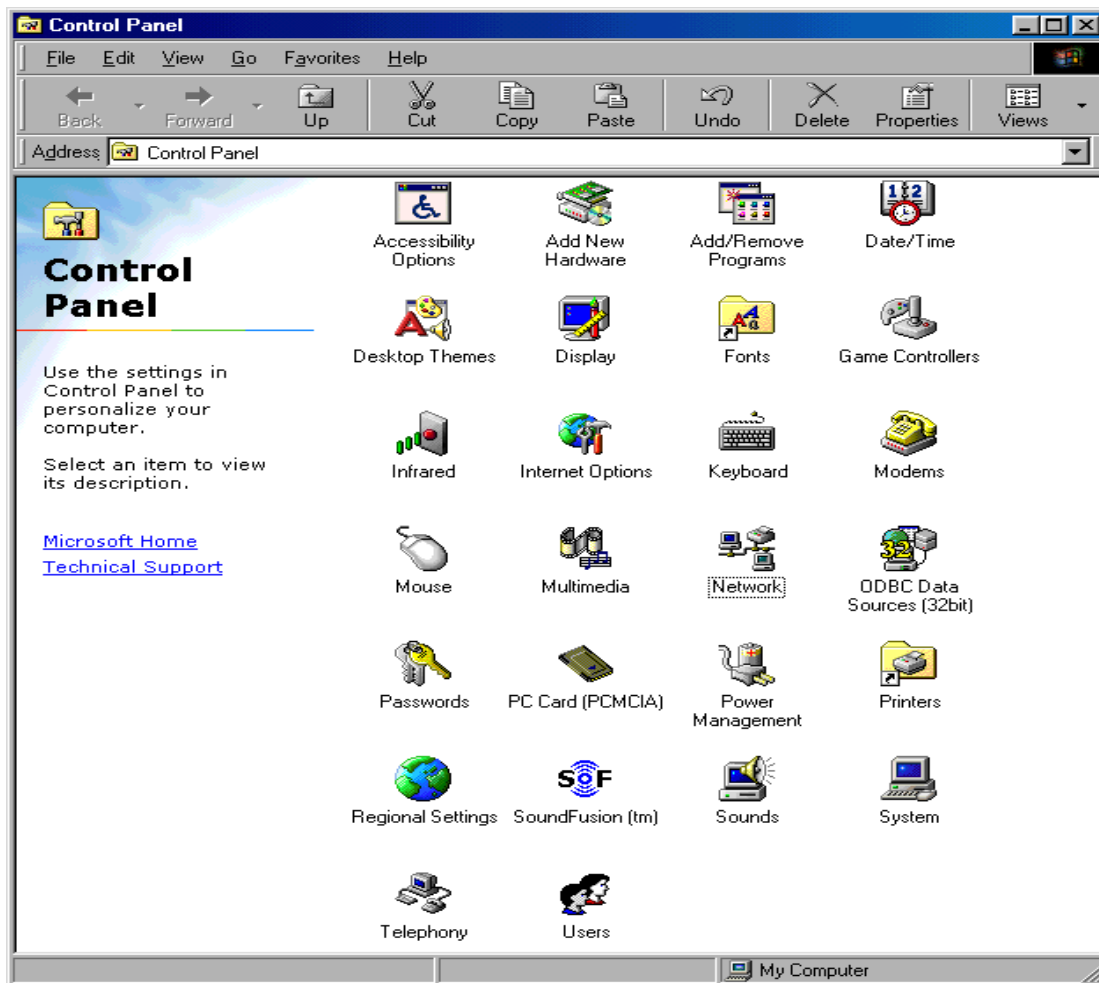 Control Panel
File Edit View Go Favorites Help
Back Forward Up Cut Copy Paste Undo Delete Properties Views
Address Control Panel
Control
Panel
Use the settings in
Control Panel to
personalize your
computer.
Select an item to view
its description.
Microsoft Home
Technical Support
Accessibility
Options
Add New
Hardware
Add/Remove
Programs
Date/Time
Desktop Themes
Display
Fonts
Game Controllers
Infrared
Internet Options
Keyboard
Modems
Mouse
Multimedia
Network
ODBC Data
Sources (32bit)
Passwords
PC Card (PCMCIA)
Power
Management
Printers
Regional Settings
SoundFusion (tm)
Sounds
System
Telephony
Users
My Computer